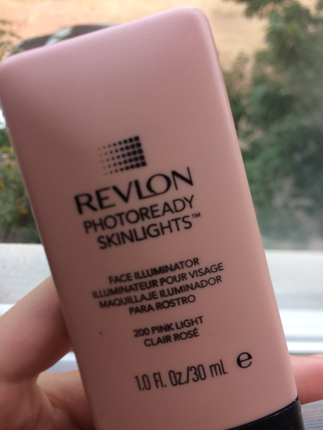 REVLON
PHOTOREADY
SKINLIGHTS™
FACE ILLUMINATOR
ILLUMINATEUR POUR VISAGE
MAQUILLAJE ILUMINADOR
PARA ROSTRO
200 PINK LIGHT
CLAIR ROSÉ
1.0 Fl. Oz./30 mL ℮